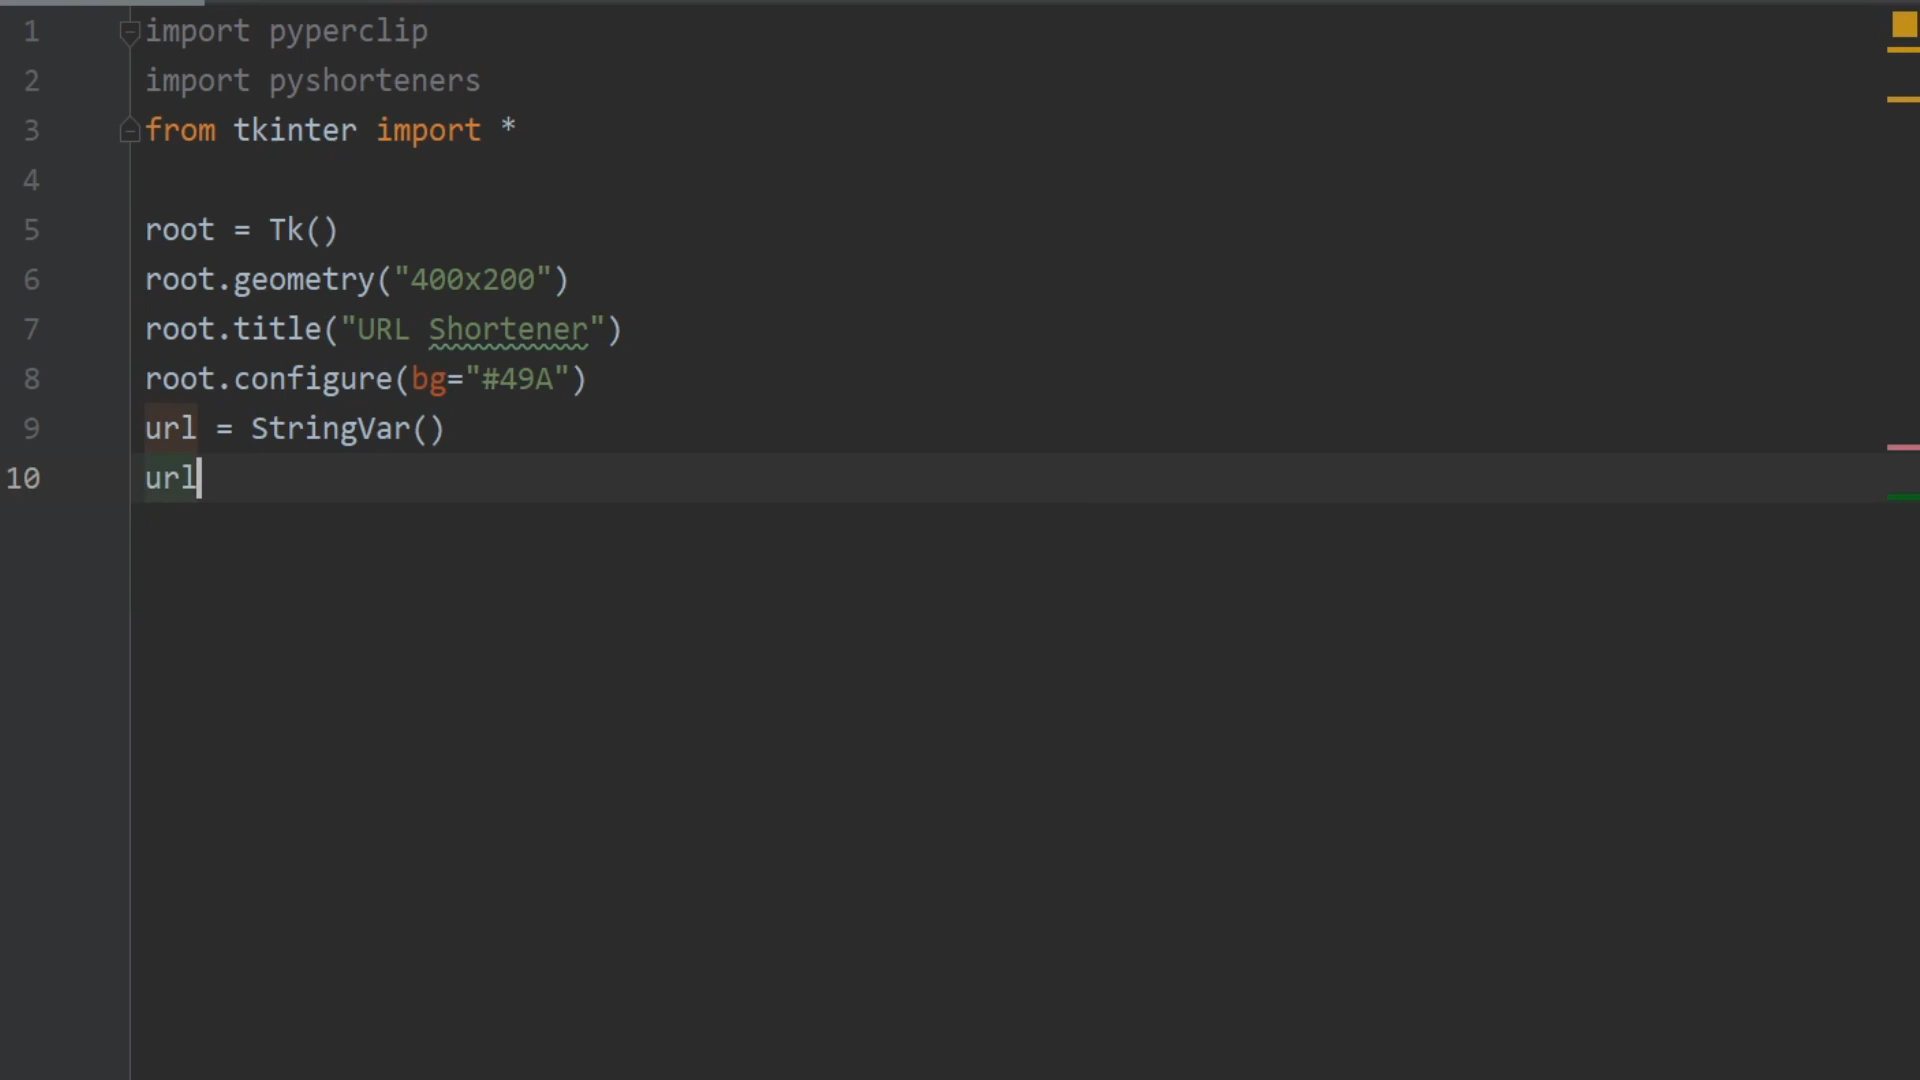 1 import pyperclip
2 import pyshorteners
3 from tkinter import *
4
5 root = Tk()
6 root.geometry("400x200")
7 root.title("URL Shortener")
8 root.configure(bg="#49A")
9 url = StringVar()
10 url